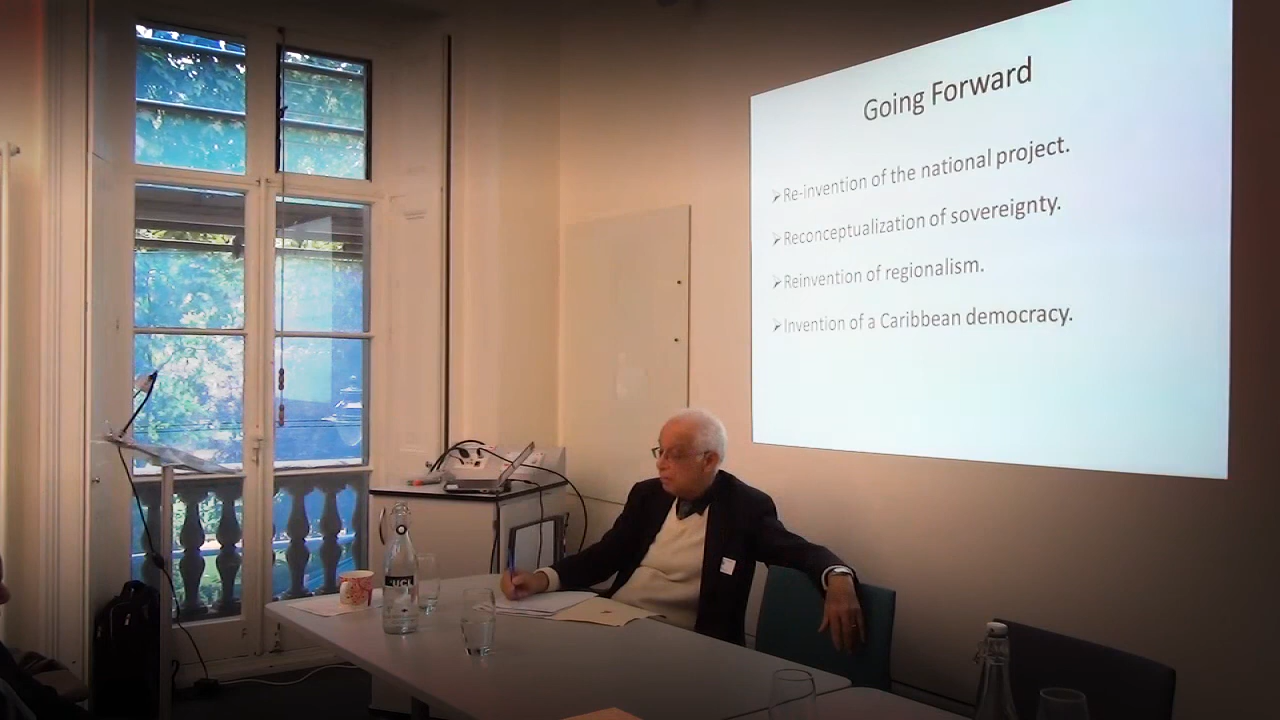 Going Forward
➢Re-invention of the national project.
➢Reconceptualization of sovereignty.
➢Reinvention of regionalism.
➢Invention of a Caribbean democracy.
UCL